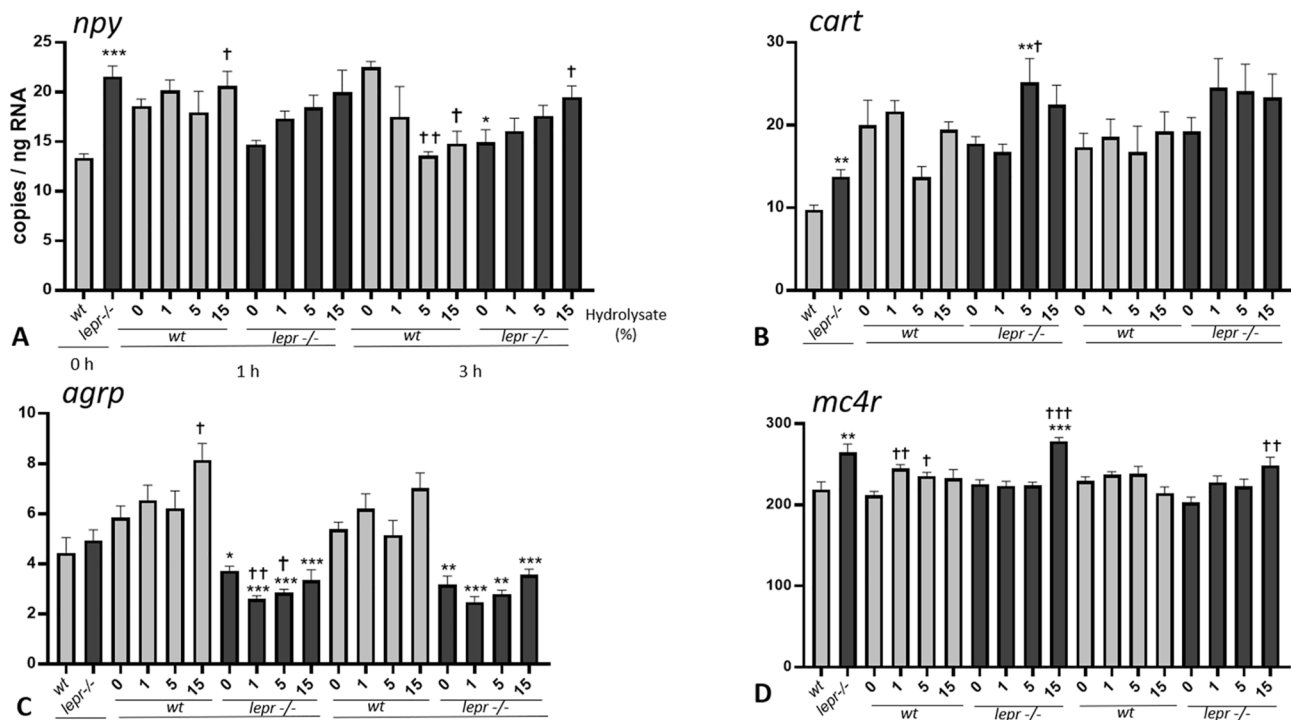 npy
25
20
15
10
5
0
copies / ng RNA
*** † †† † * †
wt lepr-/- 0 1 5 15 0 1 5 15 0 1 5 15 0 1 5 15 Hydrolysate
wt lepr -/- wt lepr -/- (%)
A
0 h 1 h 3 h
cart
30
20
10
0
** **†
wt lepr-/- 0 1 5 15 0 1 5 15 0 1 5 15 0 1 5 15
wt lepr -/- wt lepr -/-
B
agrp
10
8
6
4
2
0
† * †† *** † *** *** ** *** ** ***
wt lepr-/- 0 1 5 15 0 1 5 15 0 1 5 15 0 1 5 15
wt lepr -/- wt lepr -/-
C
mc4r
300
200
100
0
** †† † ††† *** ††
wt lepr-/- 0 1 5 15 0 1 5 15 0 1 5 15 0 1 5 15
wt lepr -/- wt lepr -/-
D